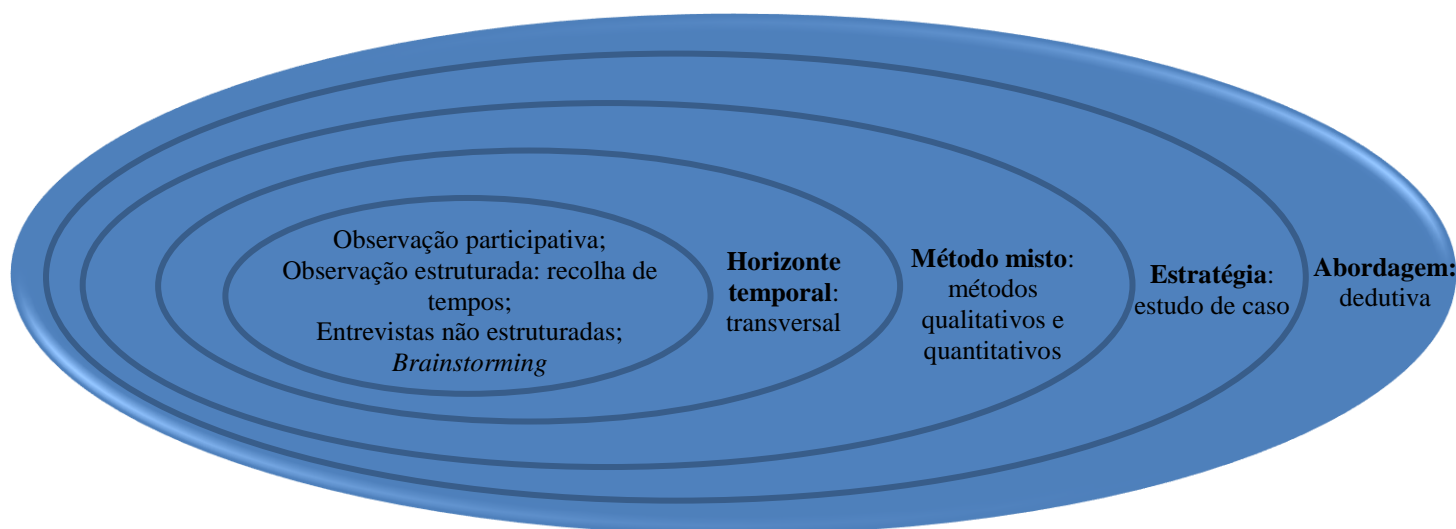 Observação participativa;
Observação estruturada: recolha de
tempos;
Entrevistas não estruturadas;
Brainstorming
Horizonte
temporal:
transversal
Método misto:
métodos
qualitativos e
quantitativos
Estratégia:
estudo de caso
Abordagem:
dedutiva